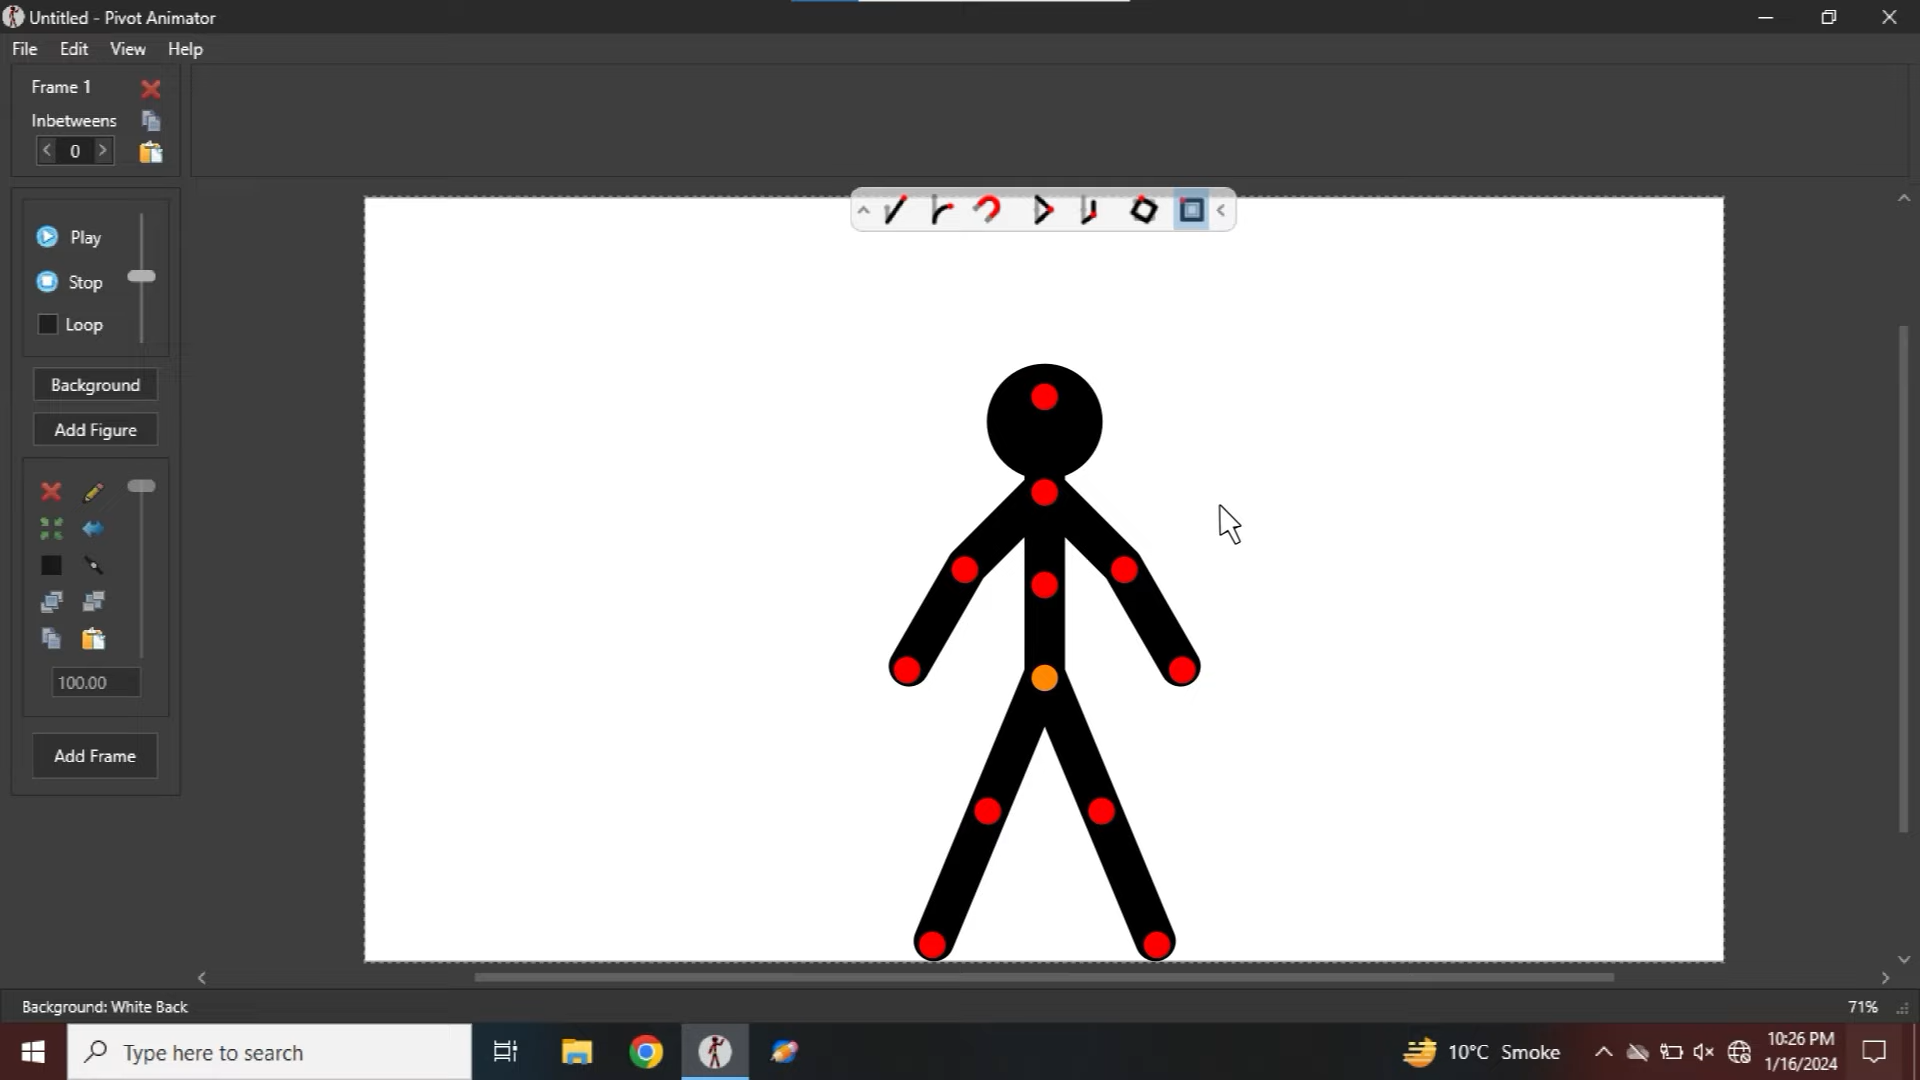 Untitled - Pivot Animator
File Edit View Help
Frame 1
Inbetweens
0
Play
Stop
Loop
Background
Add Figure
100.00
Add Frame
Background: White Back
71%
Type here to search
10°C Smoke
10:26 PM
1/16/2024